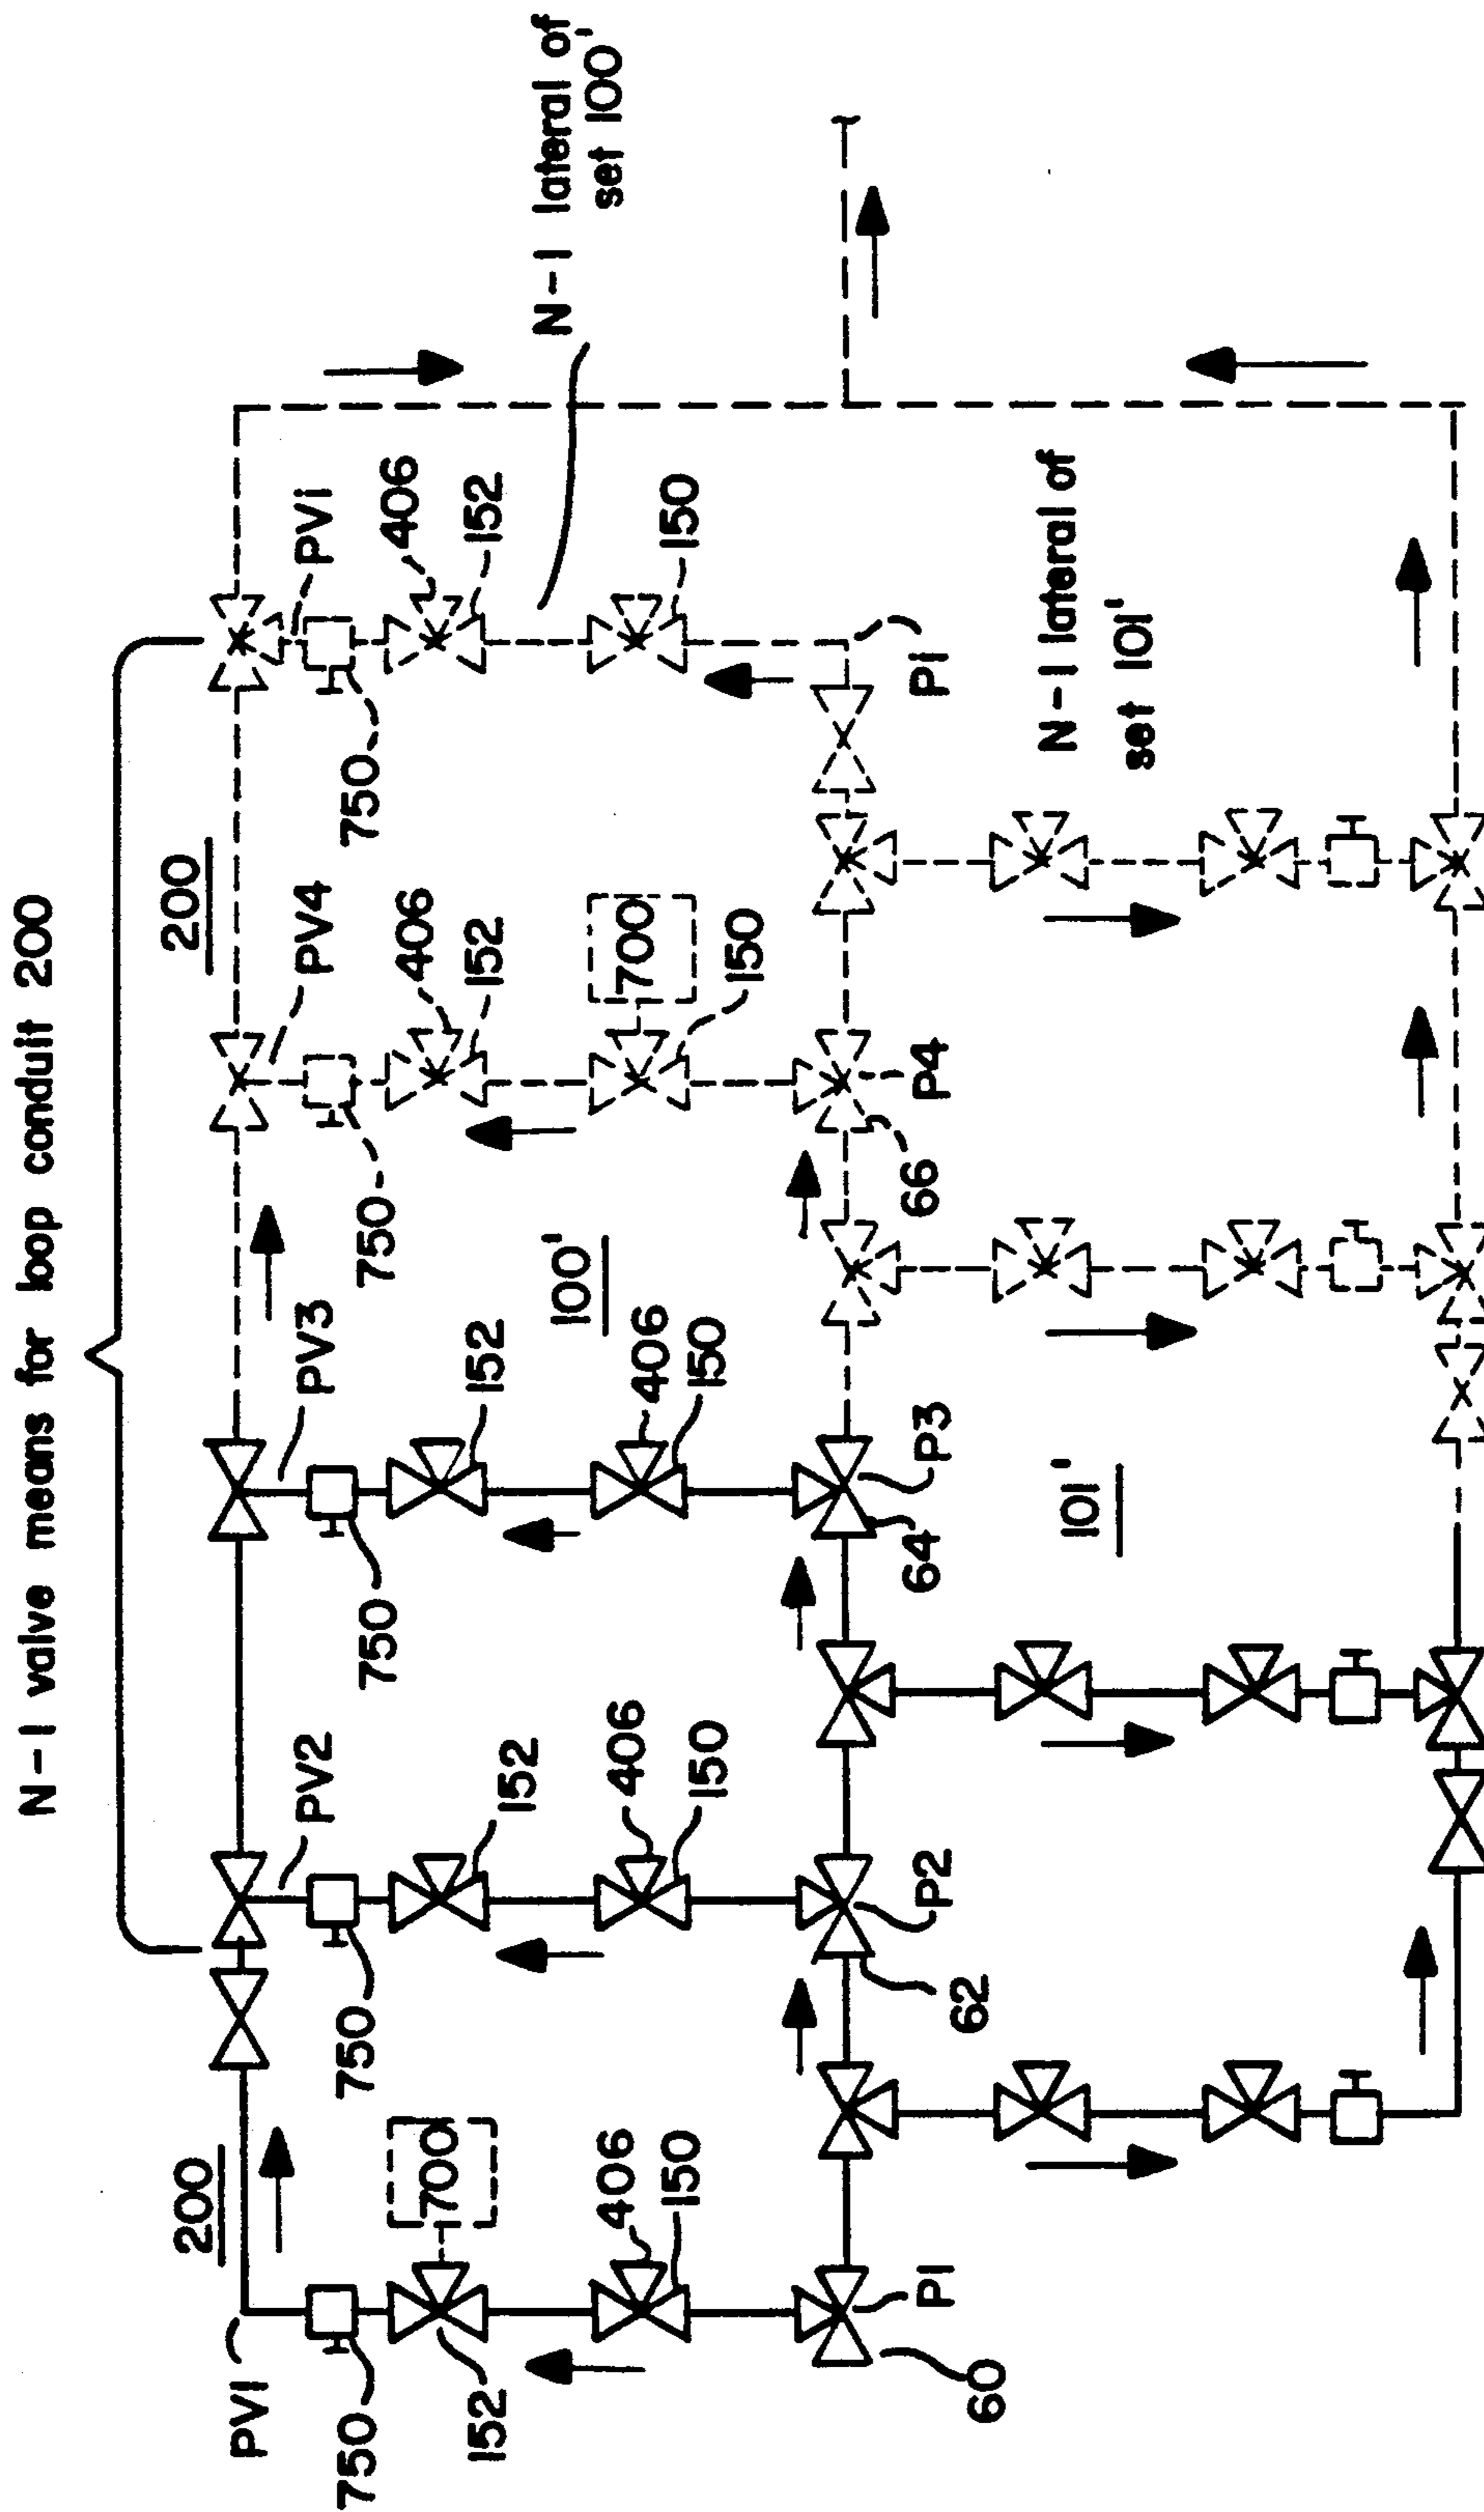 N-1 valve means for loop conduit 200
200
200
PV1
PV2
PV3
PV4
PVi
750
750
750
750
750
406
406
700
152
152
152
152
152
N-1 lateral of
set 100'
100'
406
406
406
700
150
150
150
150
150
P1
P2
P3
P4
Pi
60
62
64
66
N-1 lateral of
set 101'
101'